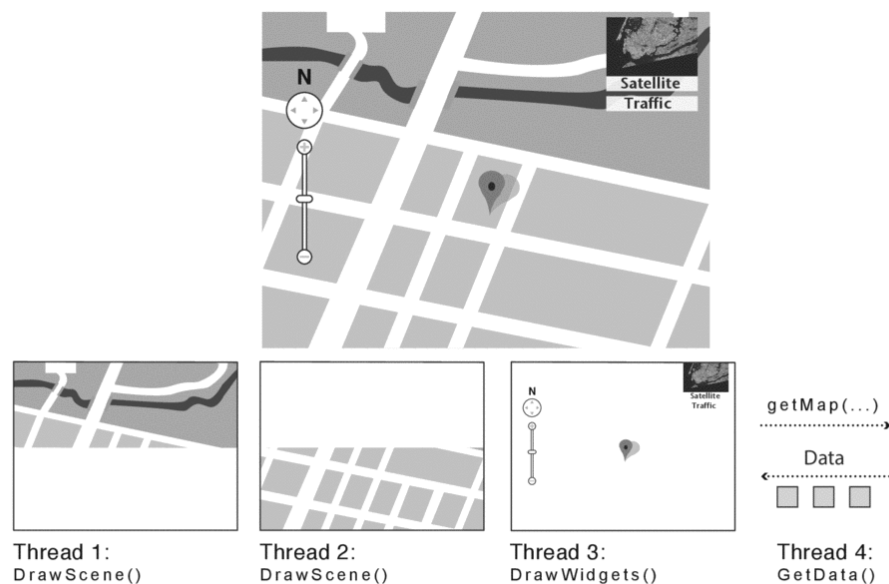 N
Satellite
Traffic
N
Satellite
Traffic
getMap(...)
Data
Thread 1:
DrawScene()
Thread 2:
DrawScene()
Thread 3:
DrawWidgets()
Thread 4:
GetData()